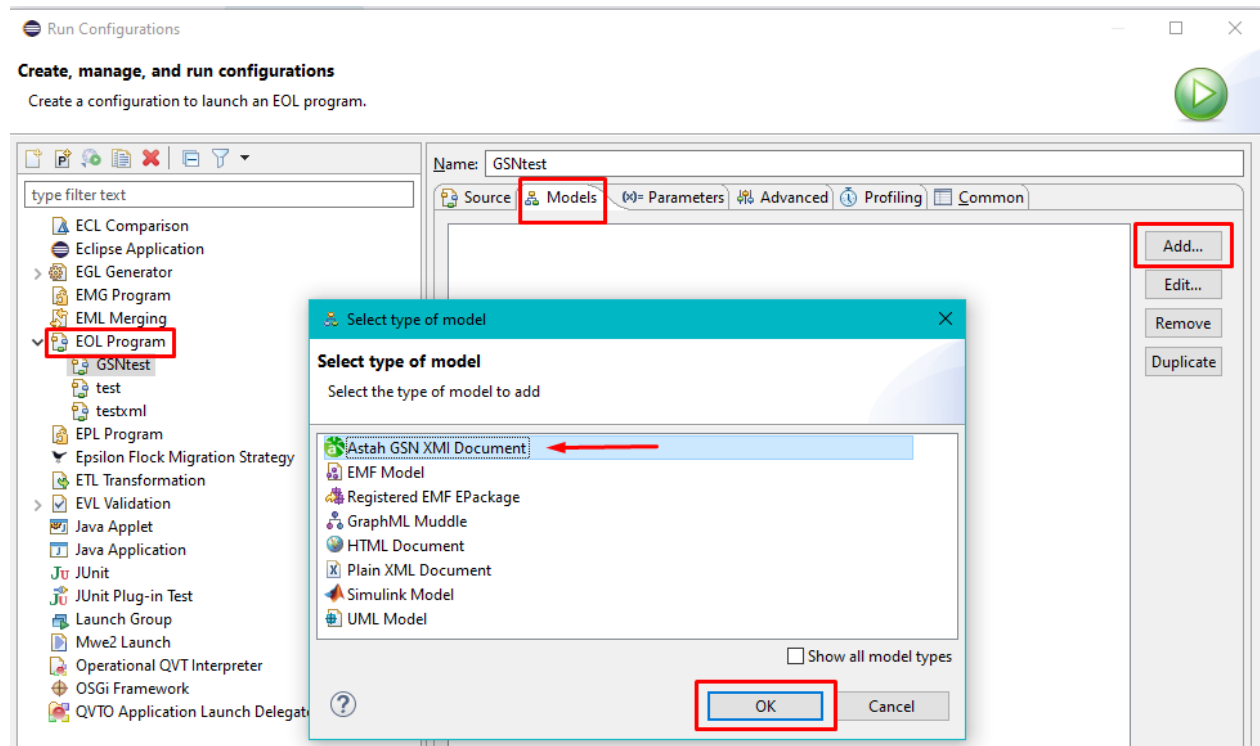 Run Configurations
Create, manage, and run configurations
Create a configuration to launch an EOL program.
type filter text
ECL Comparison
Eclipse Application
EGL Generator
EMG Program
EML Merging
EOL Program
GSNtest
test
testxml
EPL Program
Epsilon Flock Migration Strategy
ETL Transformation
EVL Validation
Java Applet
Java Application
JUnit
JUnit Plug-in Test
Launch Group
Mwe2 Launch
Operational QVT Interpreter
OSGi Framework
QVTO Application Launch Delegat
Name: GSNtest
Source Models (x)= Parameters Advanced Profiling Common
Add...
Edit...
Remove
Duplicate
Select type of model
Select type of model
Select the type of model to add
Astah GSN XMI Document
EMF Model
Registered EMF EPackage
GraphML Muddle
HTML Document
Plain XML Document
Simulink Model
UML Model
Show all model types
OK Cancel